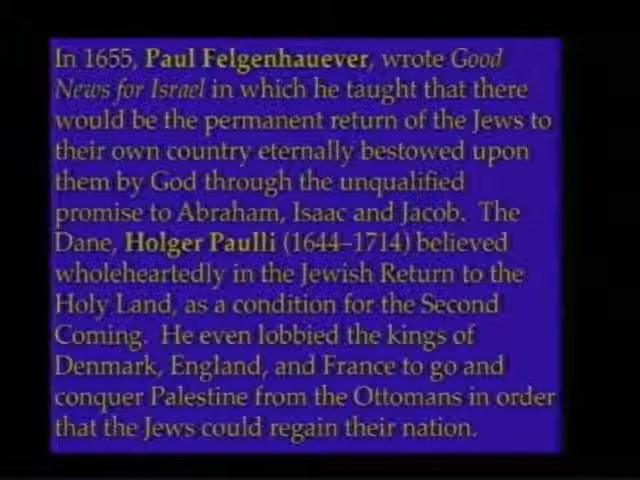 In 1655, Paul Felgenhauever, wrote Good
News for Israel in which he taught that there
would be the permanent return of the Jews to
their own country eternally bestowed upon
them by God through the unqualified
promise to Abraham, Isaac and Jacob. The
Dane, Holger Paulli (1644–1714) believed
wholeheartedly in the Jewish Return to the
Holy Land, as a condition for the Second
Coming. He even lobbied the kings of
Denmark, England, and France to go and
conquer Palestine from the Ottomans in order
that the Jews could regain their nation.